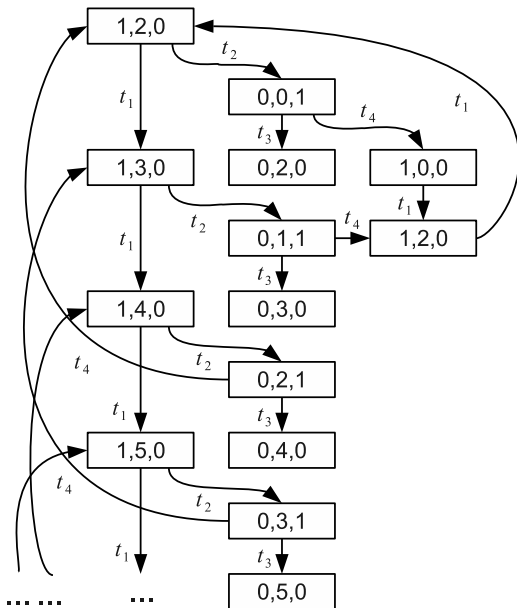 1,2,0
t2
t1
0,0,1
t1
t4
t3
1,3,0
0,2,0
1,0,0
t1
t2
t1
0,1,1
t4
1,2,0
t3
1,4,0
0,3,0
t4
t2
0,2,1
t1
t3
1,5,0
0,4,0
t4
t2
0,3,1
t1
t3
... ...
...
0,5,0